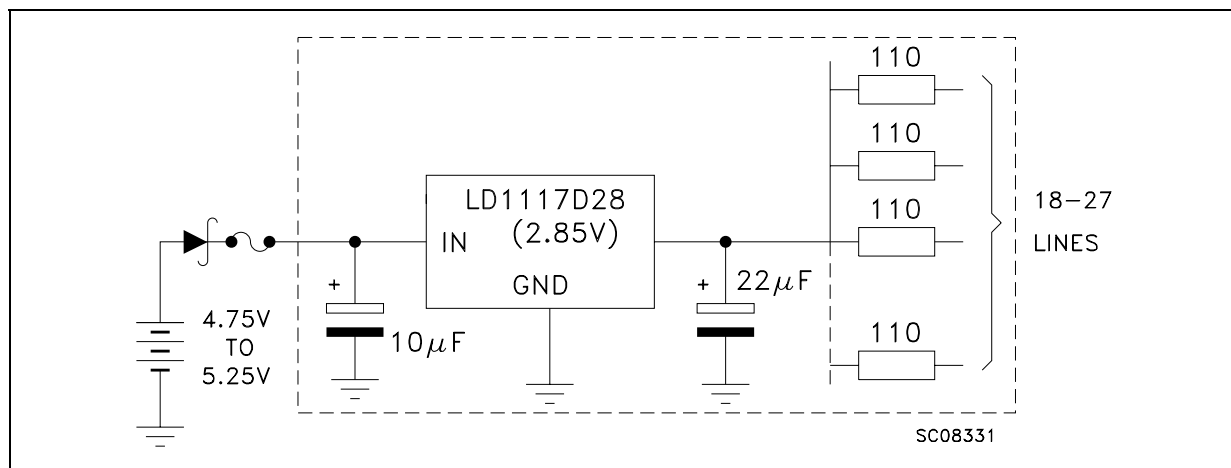 110
110
110
110
18-27
LINES
LD1117D28
(2.85V)
IN
GND
+
10μF
+
22μF
4.75V
TO
5.25V
SC08331